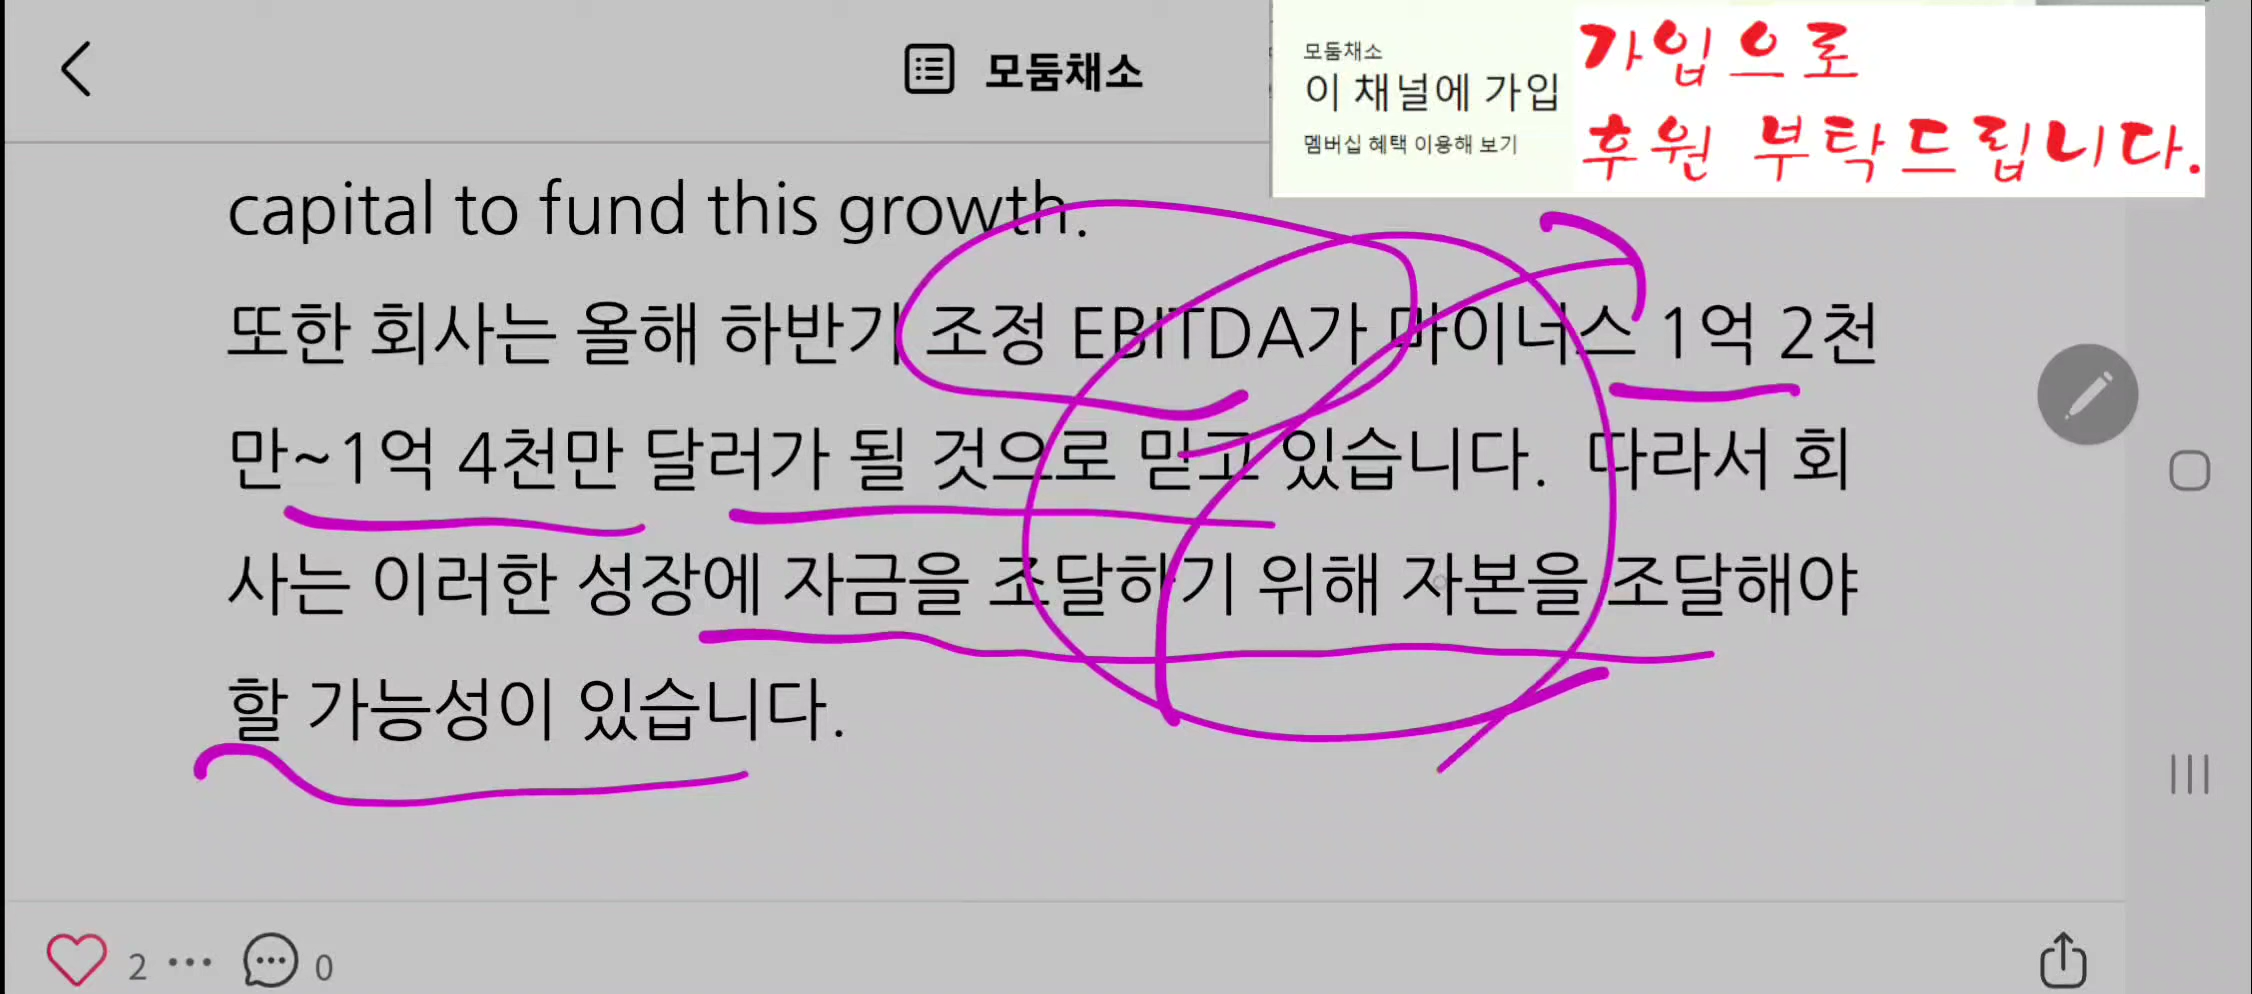 모둠채소
모둠채소
이 채널에 가입
멤버십 혜택 이용해 보기
가입으로
후원 부탁드립니다.
capital to fund this growth.
또한 회사는 올해 하반기 조정 EBITDA가 마이너스 1억 2천
만~1억 4천만 달러가 될 것으로 믿고 있습니다. 따라서 회
사는 이러한 성장에 자금을 조달하기 위해 자본을 조달해야
할 가능성이 있습니다.
2
0